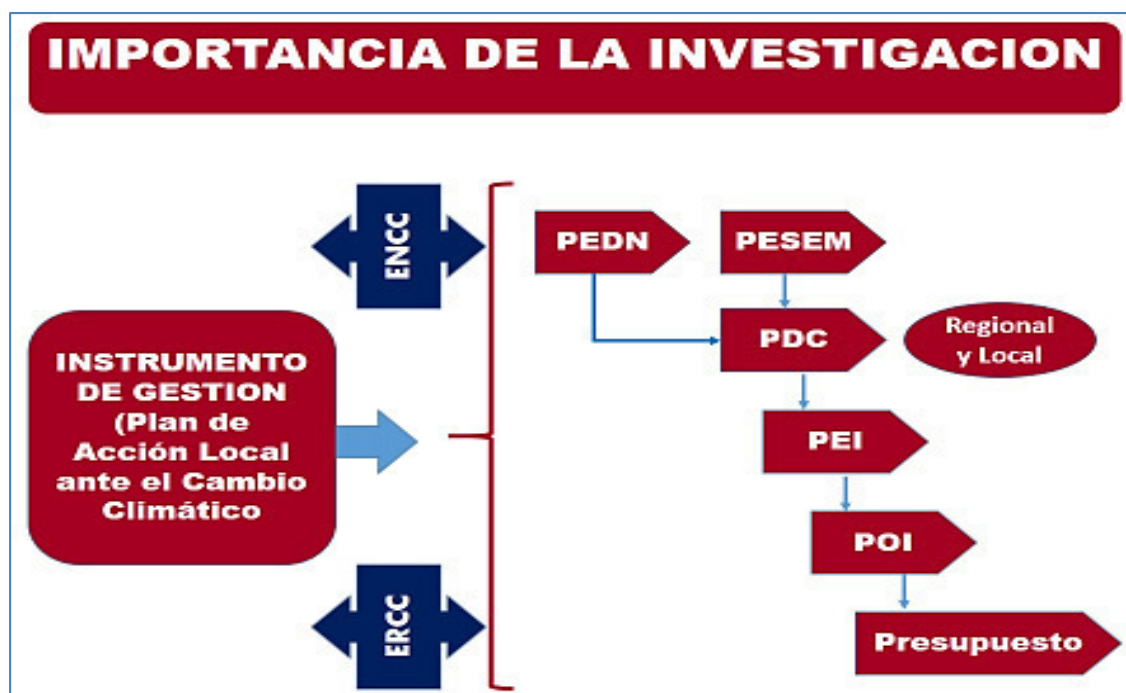 IMPORTANCIA DE LA INVESTIGACION
ENCC
PEDN
PESEM
PDC
Regional
y Local
INSTRUMENTO
DE GESTION
(Plan de
Acción Local
ante el Cambio
Climático
PEI
POI
ERCC
Presupuesto